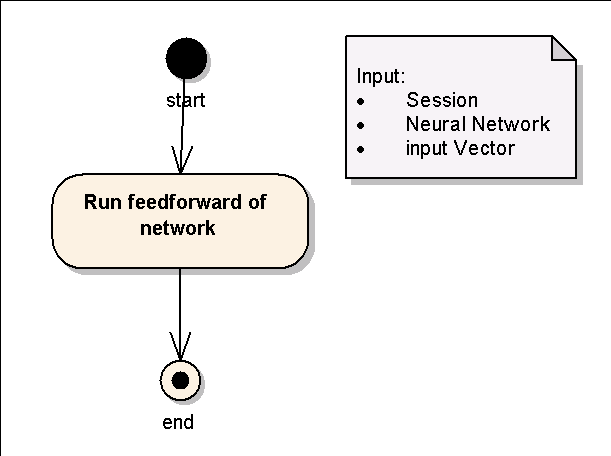 start
Input:
• Session
• Neural Network
• input Vector
Run feedforward of
network
end